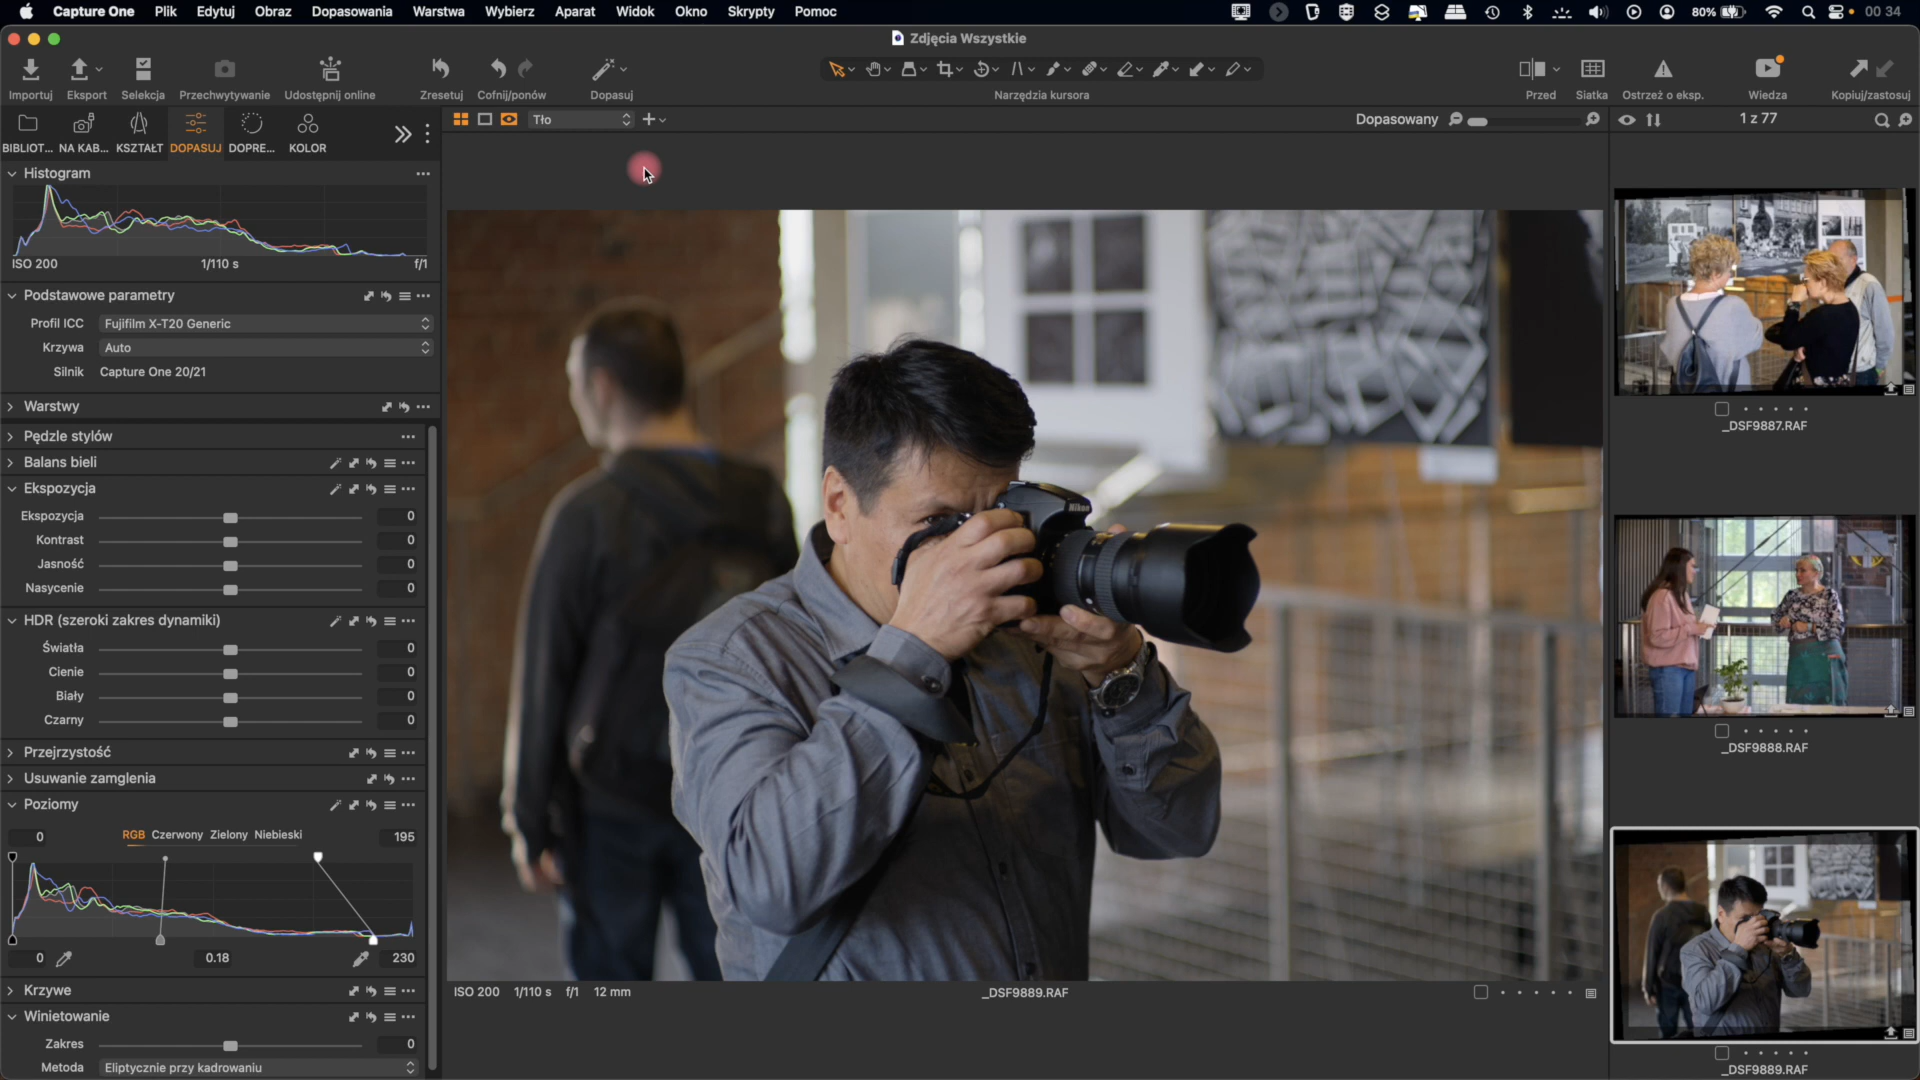 Capture One Plik Edytuj Obraz Dopasowania Warstwa Wybierz Aparat Widok Okno Skrypty Pomoc 80% 00 34
Zdjęcia Wszystkie
Importuj Eksport Selekcja Przechwytywanie Udostępnij online Zresetuj Cofnij/ponów Dopasuj Narzędzia kursora Przed Siatka Ostrzeż o eksp. Wiedza Kopiuj/zastosuj
BIBLIOT... NA KAB... KSZTAŁT DOPASUJ DOPRE... KOLOR
Tło
Dopasowany
1 z 77
Histogram
ISO 200 1/110 s f/1
Podstawowe parametry
Profil ICC Fujifilm X-T20 Generic
Krzywa Auto
Silnik Capture One 20/21
Warstwy
Pędzle stylów
Balans bieli
Ekspozycja
Ekspozycja 0
Kontrast 0
Jasność 0
Nasycenie 0
HDR (szeroki zakres dynamiki)
Światła 0
Cienie 0
Biały 0
Czarny 0
Przejrzystość
Usuwanie zamglenia
Poziomy
0 RGB Czerwony Zielony Niebieski 195
0 0.18 230
Krzywe
Winietowanie
Zakres 0
Metoda Eliptycznie przy kadrowaniu
Nikon
ISO 200 1/110 s f/1 12 mm _DSF9889.RAF
_DSF9887.RAF
_DSF9888.RAF
_DSF9889.RAF